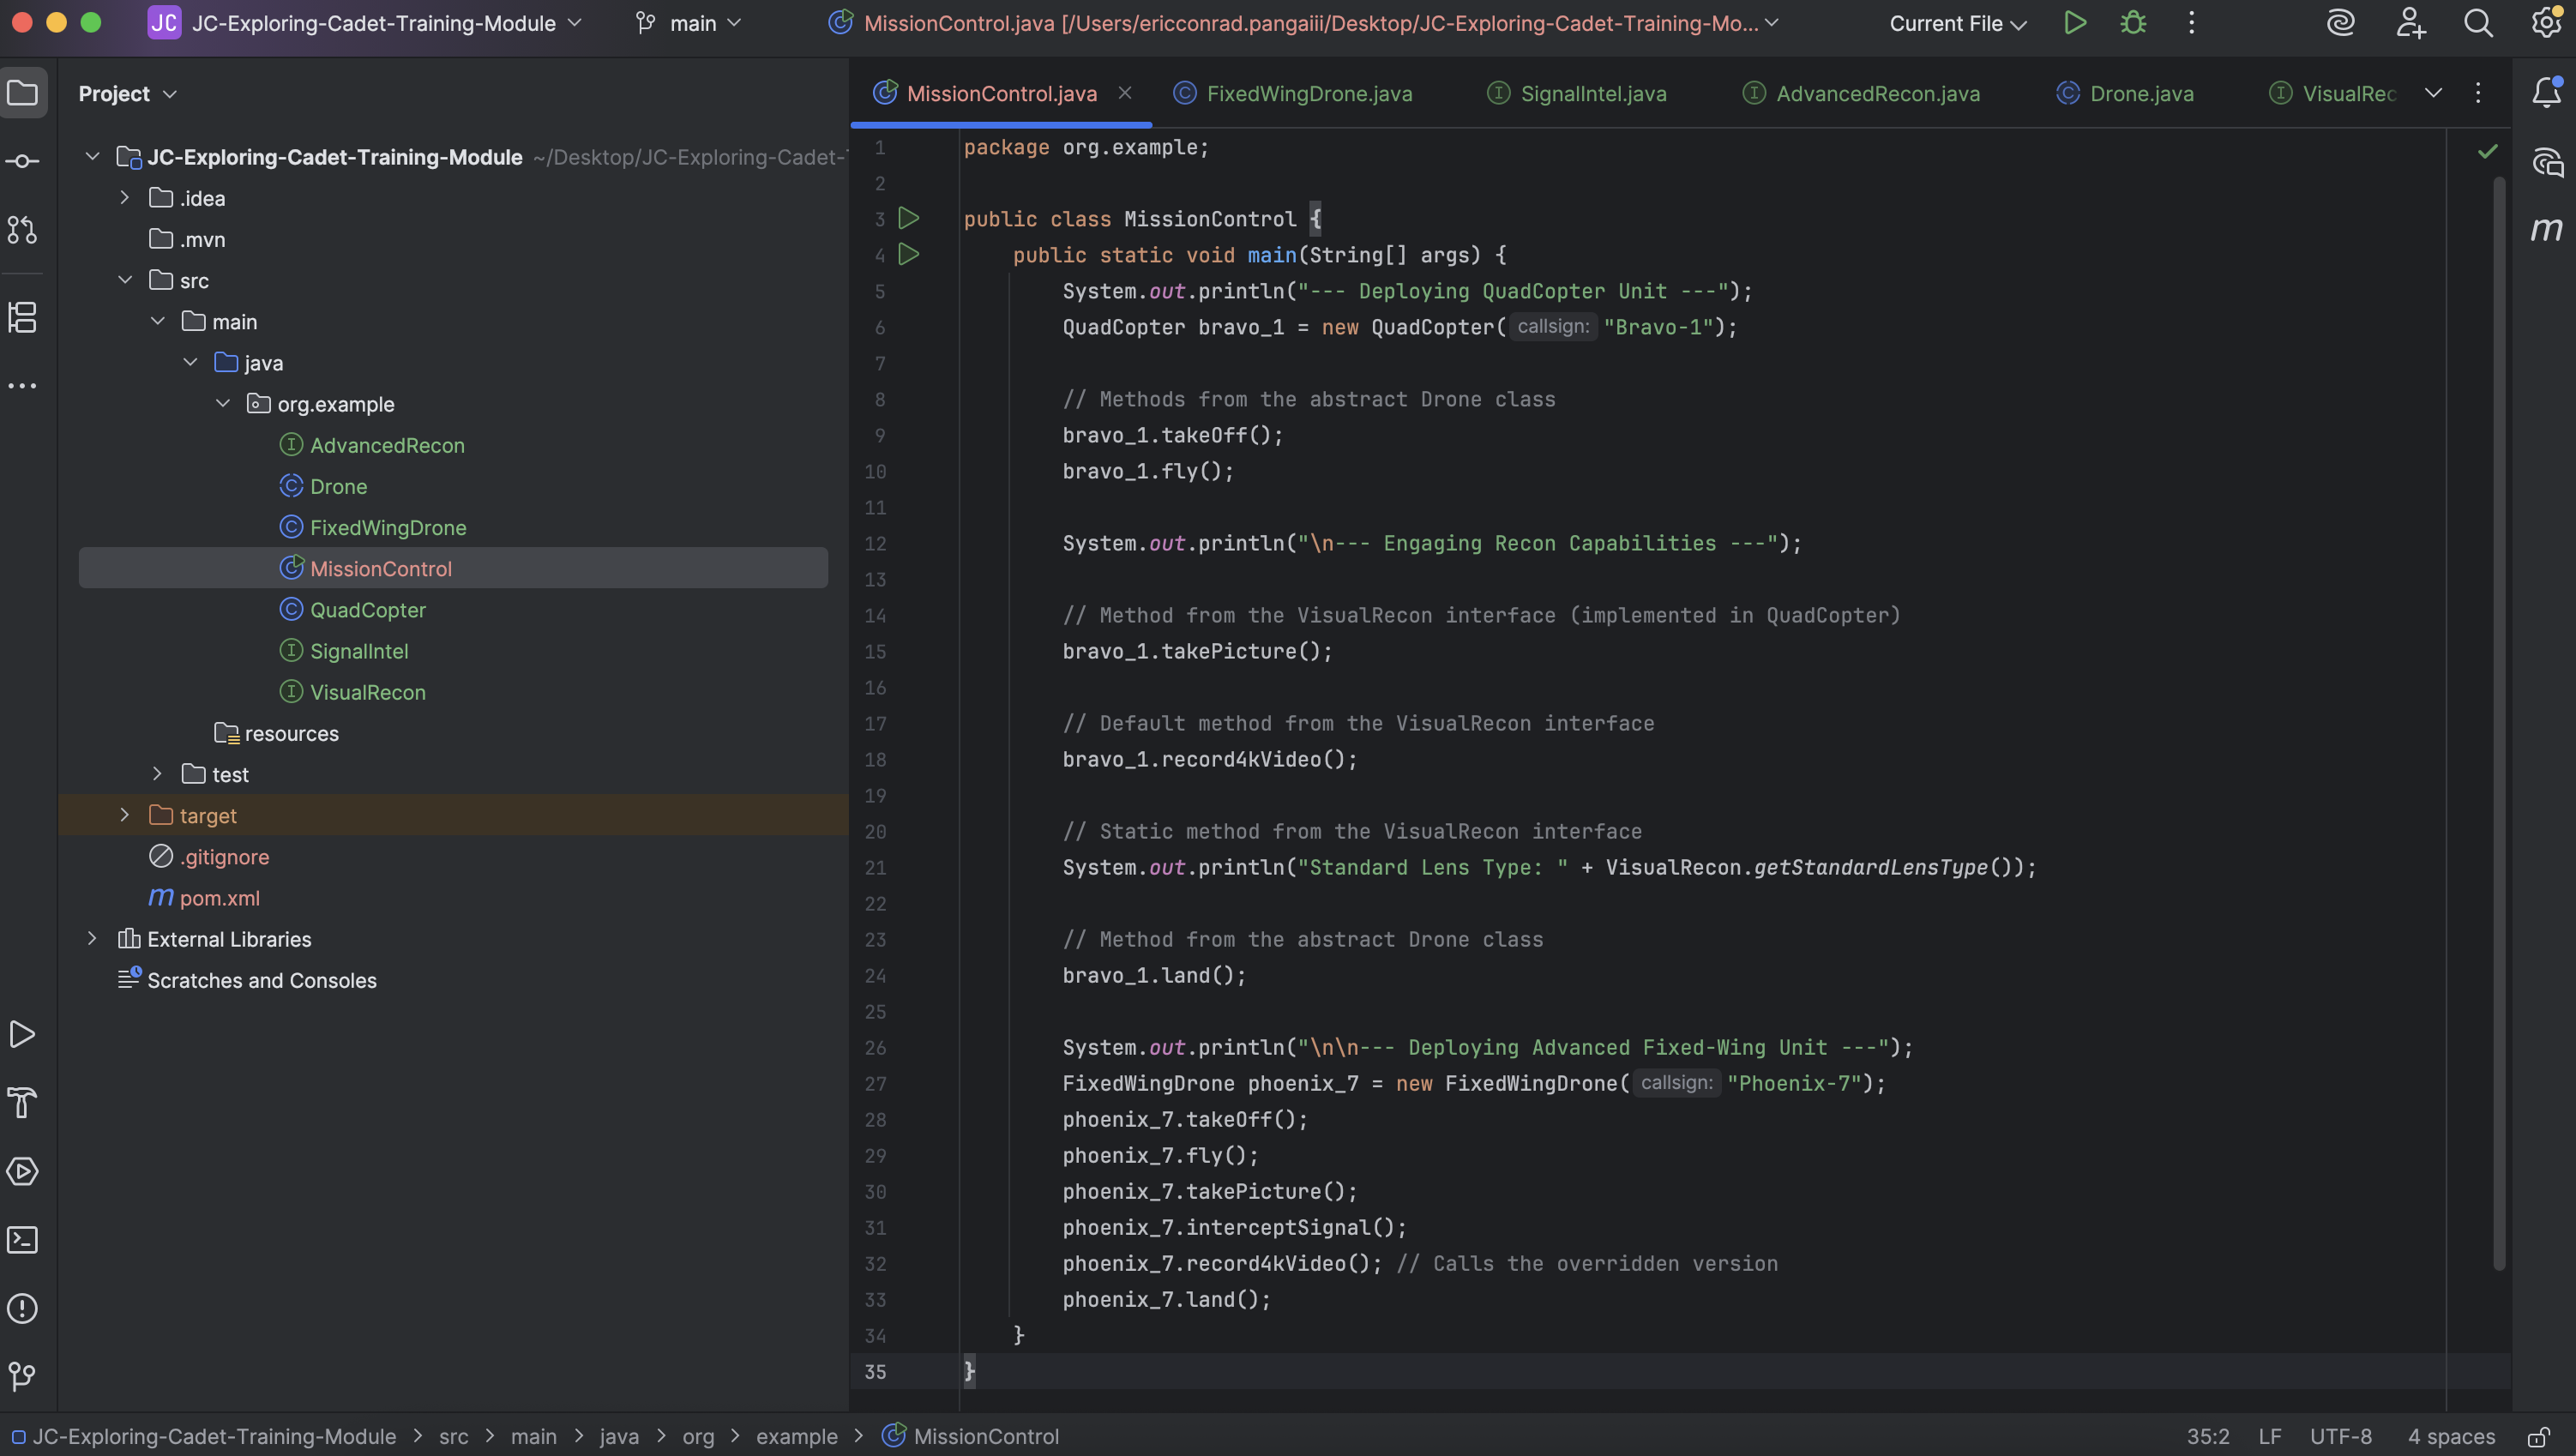 JC JC-Exploring-Cadet-Training-Module main MissionControl.java [/Users/ericconrad.pangaiii/Desktop/JC-Exploring-Cadet-Training-Mo... Current File
Project
JC-Exploring-Cadet-Training-Module ~/Desktop/JC-Exploring-Cadet-
.idea
.mvn
src
main
java
org.example
AdvancedRecon
Drone
FixedWingDrone
MissionControl
QuadCopter
SignalIntel
VisualRecon
resources
test
target
.gitignore
m pom.xml
External Libraries
Scratches and Consoles
MissionControl.java FixedWingDrone.java SignalIntel.java AdvancedRecon.java Drone.java VisualRec
1 package org.example;
2
3 public class MissionControl {
4 public static void main(String[] args) {
5 System.out.println("--- Deploying QuadCopter Unit ---");
6 QuadCopter bravo_1 = new QuadCopter( callsign: "Bravo-1");
7
8 // Methods from the abstract Drone class
9 bravo_1.takeOff();
10 bravo_1.fly();
11
12 System.out.println("\n--- Engaging Recon Capabilities ---");
13
14 // Method from the VisualRecon interface (implemented in QuadCopter)
15 bravo_1.takePicture();
16
17 // Default method from the VisualRecon interface
18 bravo_1.record4kVideo();
19
20 // Static method from the VisualRecon interface
21 System.out.println("Standard Lens Type: " + VisualRecon.getStandardLensType());
22
23 // Method from the abstract Drone class
24 bravo_1.land();
25
26 System.out.println("\n\n--- Deploying Advanced Fixed-Wing Unit ---");
27 FixedWingDrone phoenix_7 = new FixedWingDrone( callsign: "Phoenix-7");
28 phoenix_7.takeOff();
29 phoenix_7.fly();
30 phoenix_7.takePicture();
31 phoenix_7.interceptSignal();
32 phoenix_7.record4kVideo(); // Calls the overridden version
33 phoenix_7.land();
34 }
35 }
m
JC-Exploring-Cadet-Training-Module > src > main > java > org > example > MissionControl 35:2 LF UTF-8 4 spaces